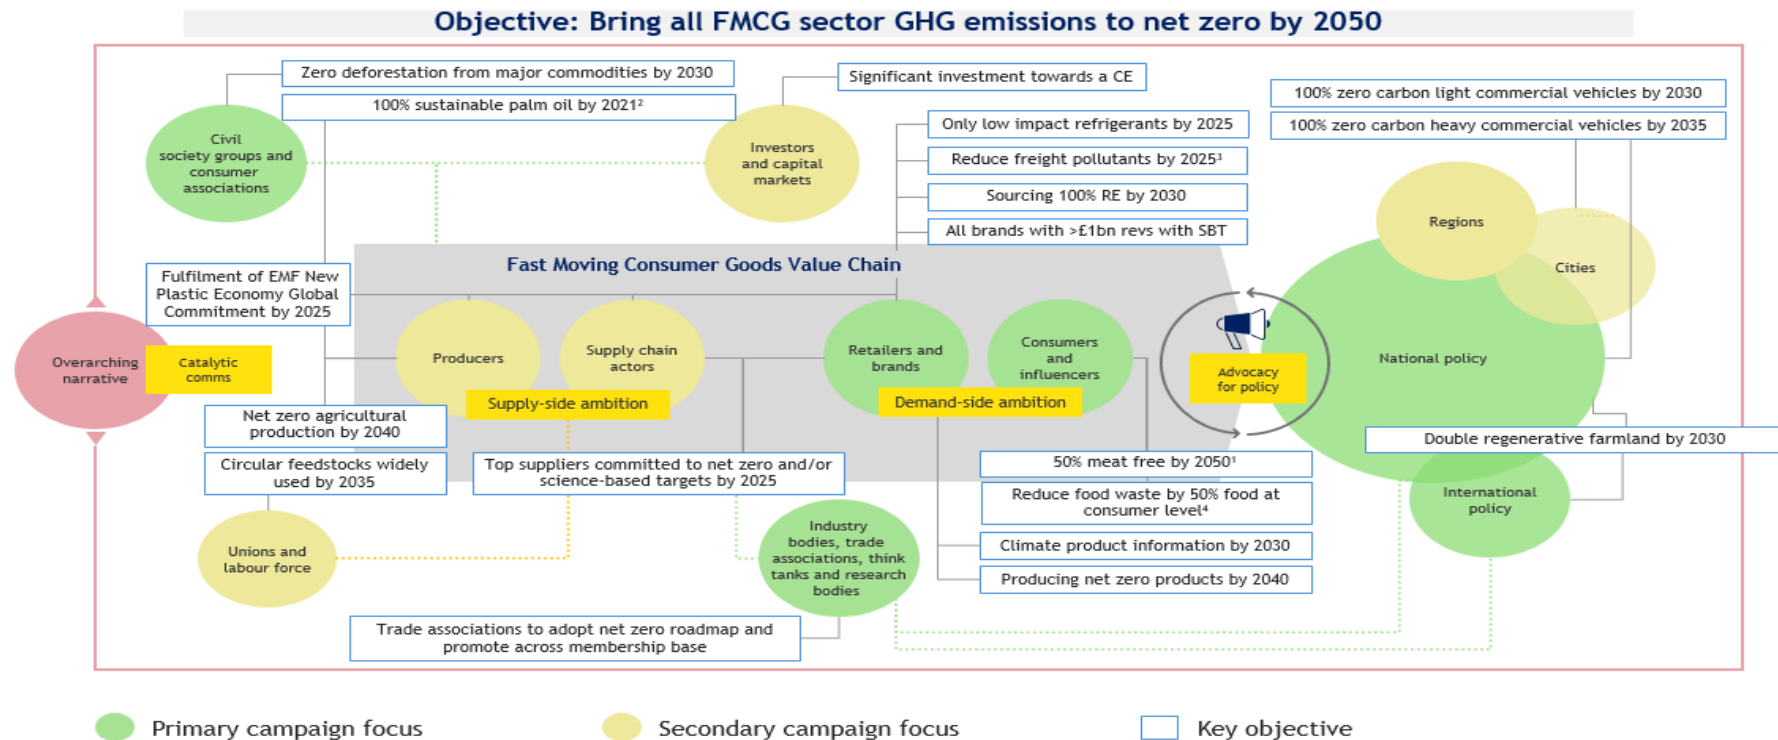 Objective: Bring all FMCG sector GHG emissions to net zero by 2050
Zero deforestation from major commodities by 2030
100% sustainable palm oil by 2021²
Civil
society groups and
consumer
associations
Significant investment towards a CE
Investors
and capital
markets
Only low impact refrigerants by 2025
Reduce freight pollutants by 2025³
Sourcing 100% RE by 2030
All brands with >£1bn revs with SBT
100% zero carbon light commercial vehicles by 2030
100% zero carbon heavy commercial vehicles by 2035
Regions
Cities
Fast Moving Consumer Goods Value Chain
Fulfilment of EMF New
Plastic Economy Global
Commitment by 2025
Overarching
narrative
Catalytic
comms
Producers
Supply chain
actors
Supply-side ambition
Retailers and
brands
Consumers
and
influencers
Demand-side ambition
Advocacy
for policy
National policy
Net zero agricultural
production by 2040
Circular feedstocks widely
used by 2035
Top suppliers committed to net zero and/or
science-based targets by 2025
50% meat free by 2050¹
Reduce food waste by 50% food at
consumer level⁴
Climate product information by 2030
Producing net zero products by 2040
Double regenerative farmland by 2030
International
policy
Unions and
labour force
Industry
bodies, trade
associations, think
tanks and research
bodies
Trade associations to adopt net zero roadmap and
promote across membership base
Primary campaign focus
Secondary campaign focus
Key objective